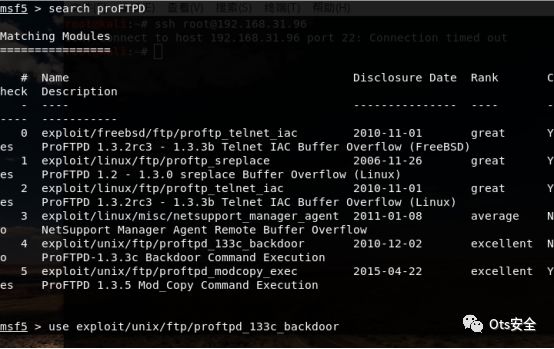 msf5 > search proFTPD
ssh root@192.168.31.96
Matching Modules
connect to host 192.168.31.96 port 22: Connection timed out
================
~#
# Name Disclosure Date Rank C
heck Description
- ---- --------------- ---- -
---- -----------
0 exploit/freebsd/ftp/proftp_telnet_iac 2010-11-01 great Y
es ProFTPD 1.3.2rc3 - 1.3.3b Telnet IAC Buffer Overflow (FreeBSD)
1 exploit/linux/ftp/proftp_sreplace 2006-11-26 great Y
es ProFTPD 1.2 - 1.3.0 sreplace Buffer Overflow (Linux)
2 exploit/linux/ftp/proftp_telnet_iac 2010-11-01 great Y
es ProFTPD 1.3.2rc3 - 1.3.3b Telnet IAC Buffer Overflow (Linux)
3 exploit/linux/misc/netsupport_manager_agent 2011-01-08 average N
o NetSupport Manager Agent Remote Buffer Overflow
4 exploit/unix/ftp/proftpd_133c_backdoor 2010-12-02 excellent N
o ProFTPD-1.3.3c Backdoor Command Execution
5 exploit/unix/ftp/proftpd_modcopy_exec 2015-04-22 excellent Y
es ProFTPD 1.3.5 Mod_Copy Command Execution
msf5 > use exploit/unix/ftp/proftpd_133c_backdoor
Ots安全